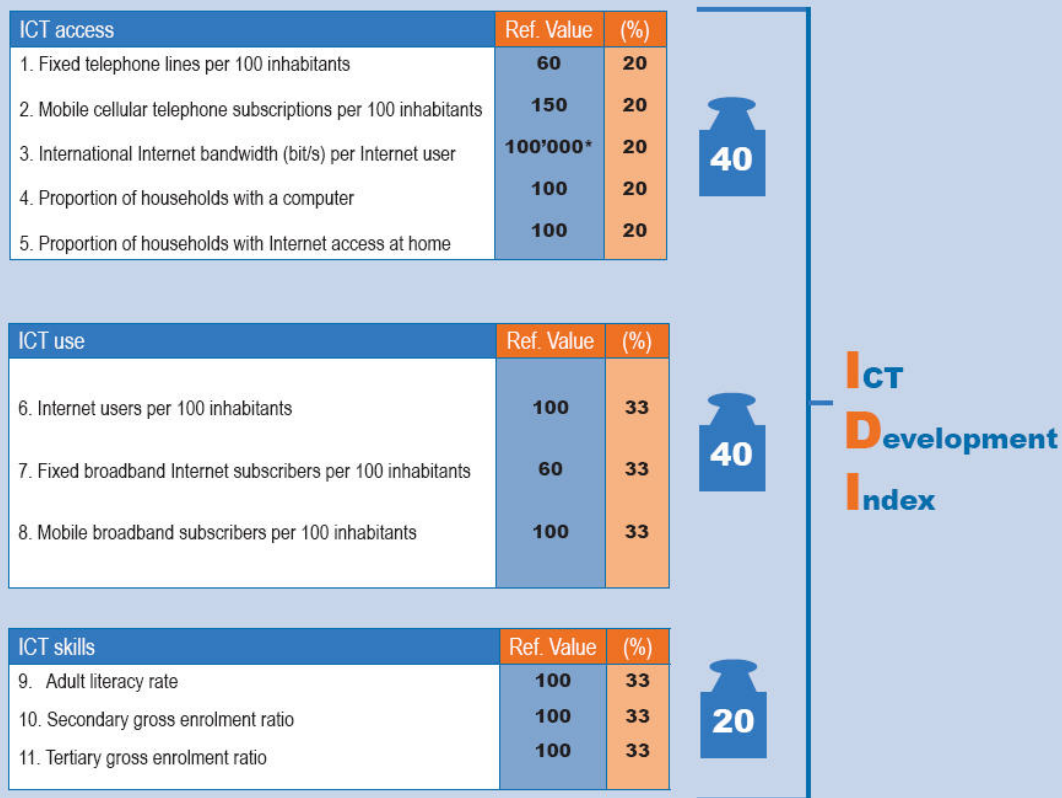 ICT access Ref. Value (%)
1. Fixed telephone lines per 100 inhabitants 60 20
2. Mobile cellular telephone subscriptions per 100 inhabitants 150 20
3. International Internet bandwidth (bit/s) per Internet user 100’000* 20
4. Proportion of households with a computer 100 20
5. Proportion of households with Internet access at home 100 20
40
ICT use Ref. Value (%)
6. Internet users per 100 inhabitants 100 33
7. Fixed broadband Internet subscribers per 100 inhabitants 60 33
8. Mobile broadband subscribers per 100 inhabitants 100 33
40
ICT skills Ref. Value (%)
9. Adult literacy rate 100 33
10. Secondary gross enrolment ratio 100 33
11. Tertiary gross enrolment ratio 100 33
20
ICT
Development
Index